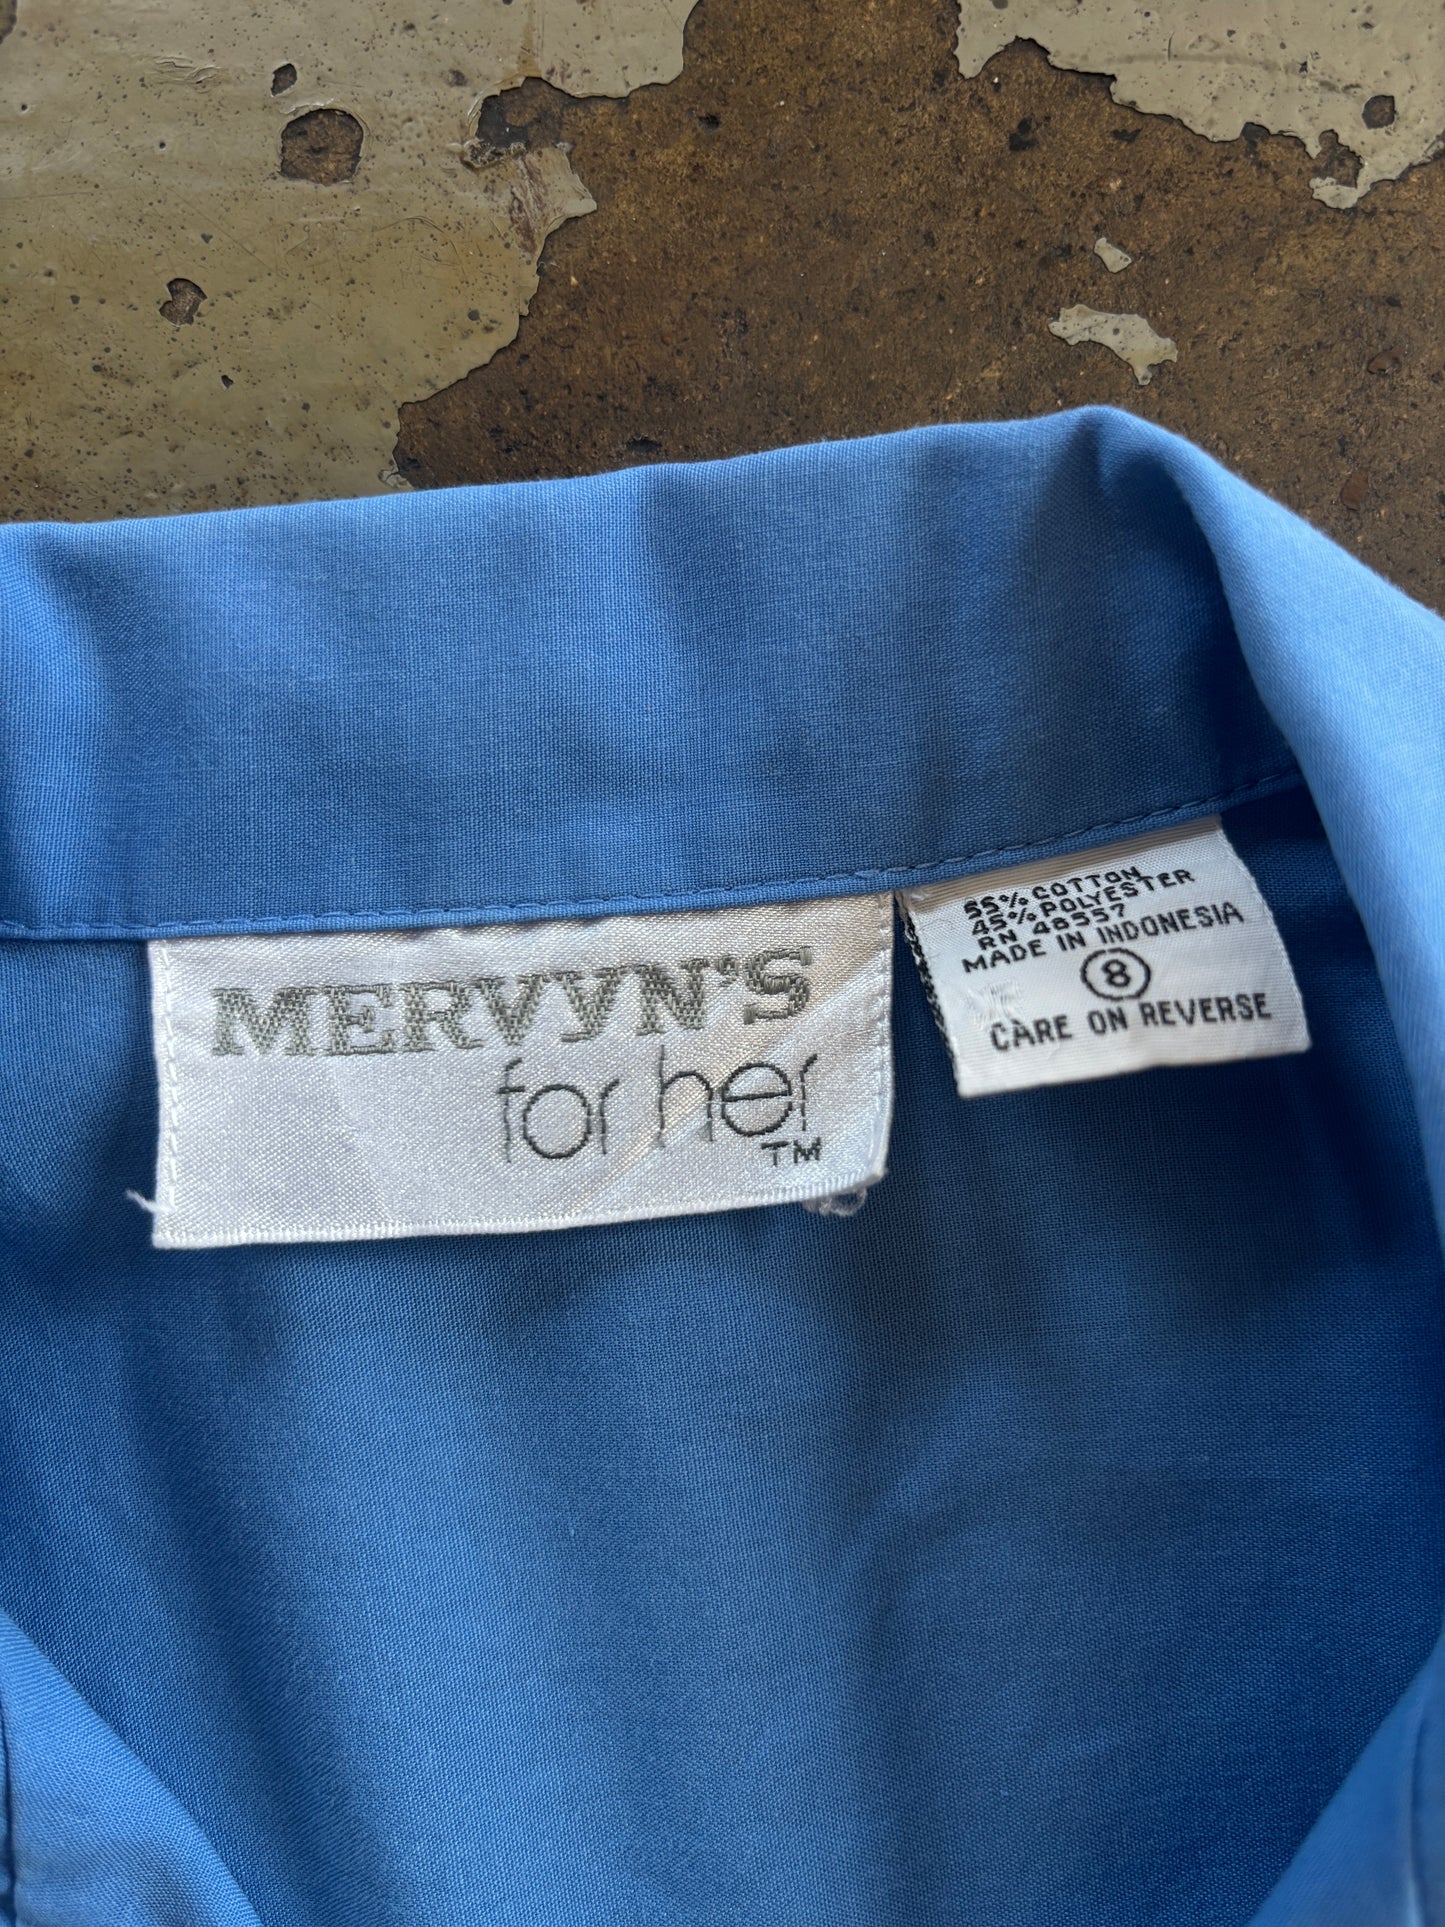 MERVYN'S
for her
TM
55% COTTON
45% POLYESTER
RN 48557
MADE IN INDONESIA
8
CARE ON REVERSE